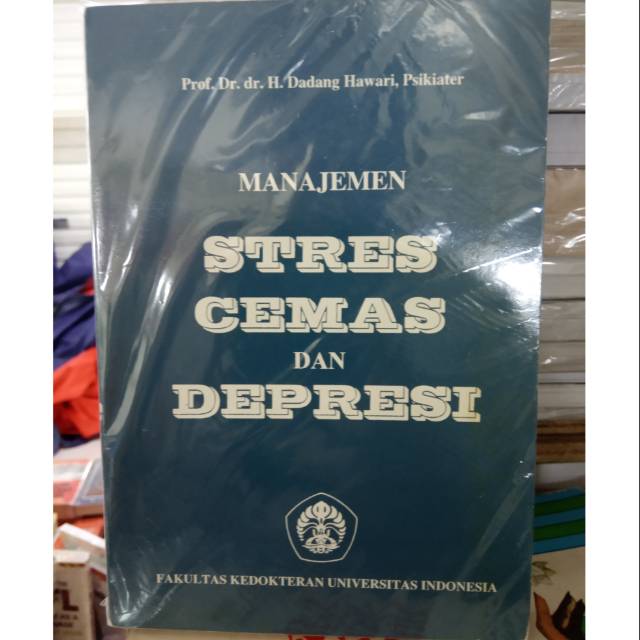 Prof. Dr. dr. H. Dadang Hawari, Psikiater
MANAJEMEN
STRES
CEMAS
DAN
DEPRESI
FAKULTAS KEDOKTERAN UNIVERSITAS INDONESIA